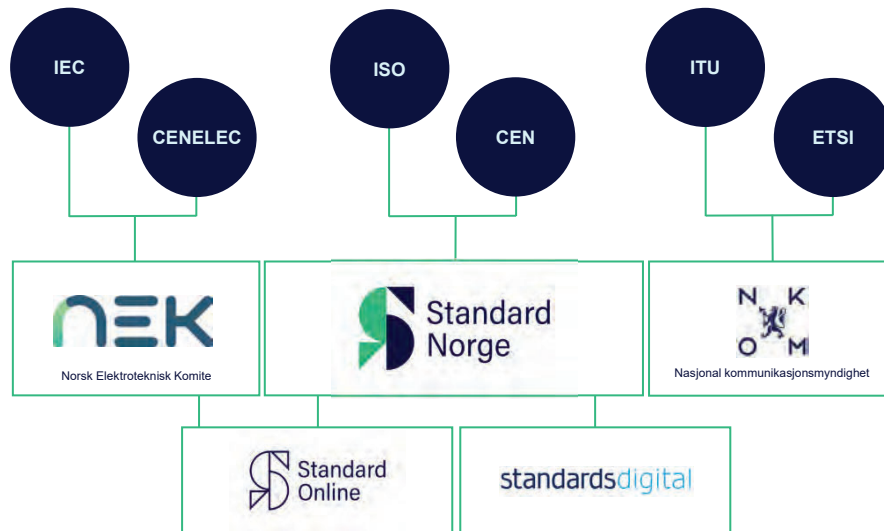 IEC
CENELEC
ISO
CEN
ITU
ETSI
NEK
Norsk Elektroteknisk Komite
Standard
Norge
N K
O M
Nasjonal kommunikasjonsmyndighet
Standard
Online
standardsdigital